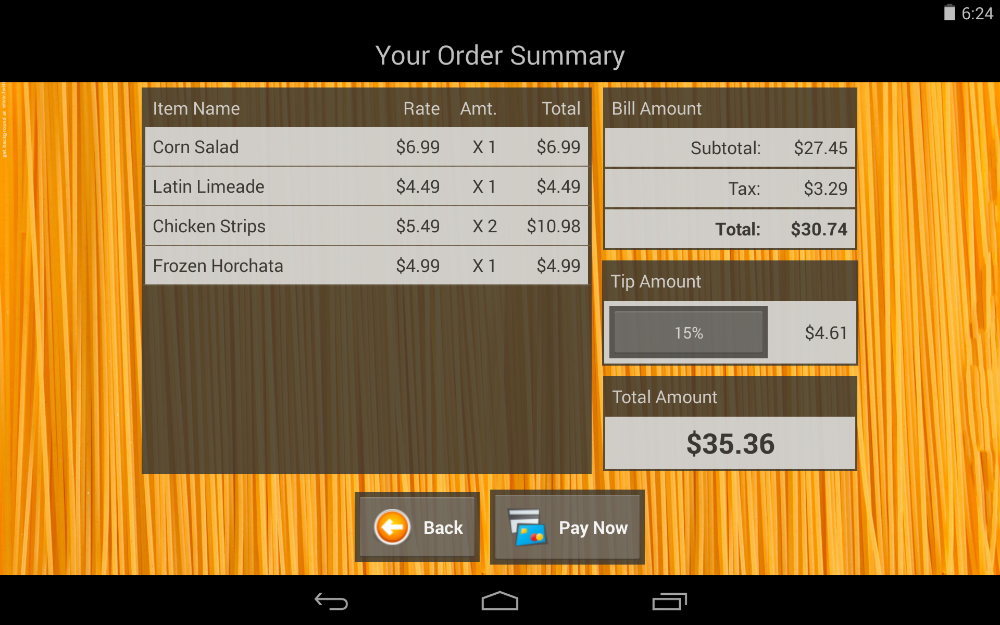 6:24
Your Order Summary
Item Name Rate Amt. Total
Corn Salad $6.99 X 1 $6.99
Latin Limeade $4.49 X 1 $4.49
Chicken Strips $5.49 X 2 $10.98
Frozen Horchata $4.99 X 1 $4.99
Bill Amount
Subtotal: $27.45
Tax: $3.29
Total: $30.74
Tip Amount
15% $4.61
Total Amount
$35.36
Back
Pay Now
get background at www.twit